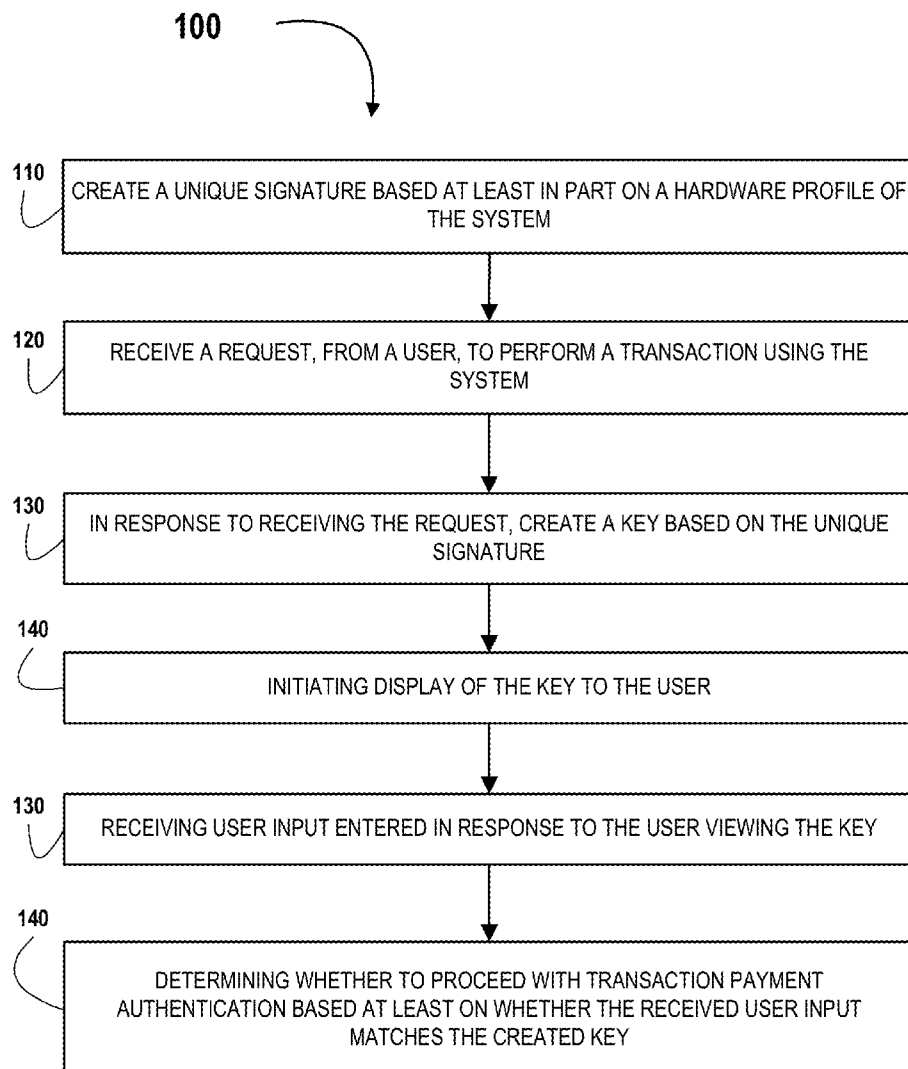 100
110
CREATE A UNIQUE SIGNATURE BASED AT LEAST IN PART ON A HARDWARE PROFILE OF
THE SYSTEM
120
RECEIVE A REQUEST, FROM A USER, TO PERFORM A TRANSACTION USING THE
SYSTEM
130
IN RESPONSE TO RECEIVING THE REQUEST, CREATE A KEY BASED ON THE UNIQUE
SIGNATURE
140
INITIATING DISPLAY OF THE KEY TO THE USER
130
RECEIVING USER INPUT ENTERED IN RESPONSE TO THE USER VIEWING THE KEY
140
DETERMINING WHETHER TO PROCEED WITH TRANSACTION PAYMENT
AUTHENTICATION BASED AT LEAST ON WHETHER THE RECEIVED USER INPUT
MATCHES THE CREATED KEY